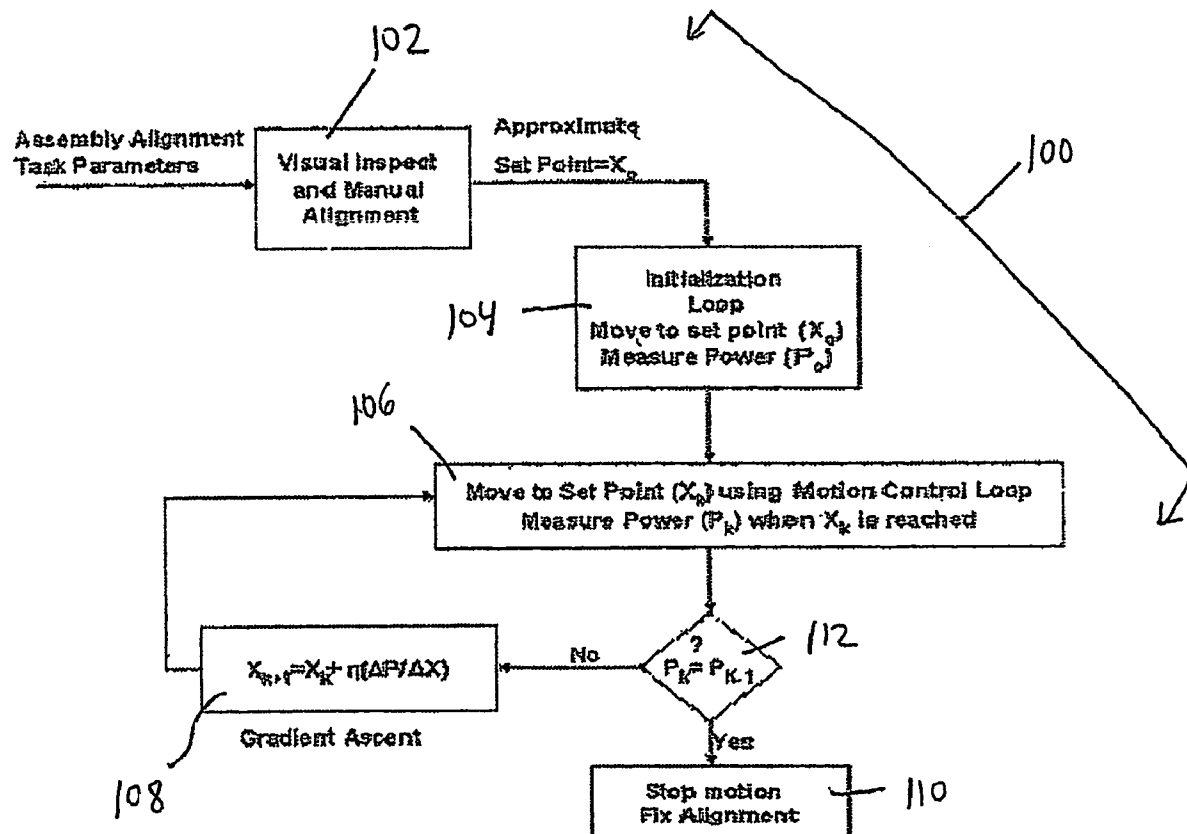 102
Assembly Alignment
Task Parameters
Visual Inspect
and Manual
Alignment
Approximate
Set Point=X₀
100
104
Initialization
Loop
Move to set point (X₀)
Measure Power (P₀)
106
Move to Set Point (Xₖ) using Motion Control Loop
Measure Power (Pₖ) when Xₖ is reached
?
Pₖ = Pₖ₋₁
112
No
Xₖ₊₁=Xₖ+ η(ΔP/ΔX)
Gradient Ascent
108
Yes
Stop motion
Fix Alignment
110